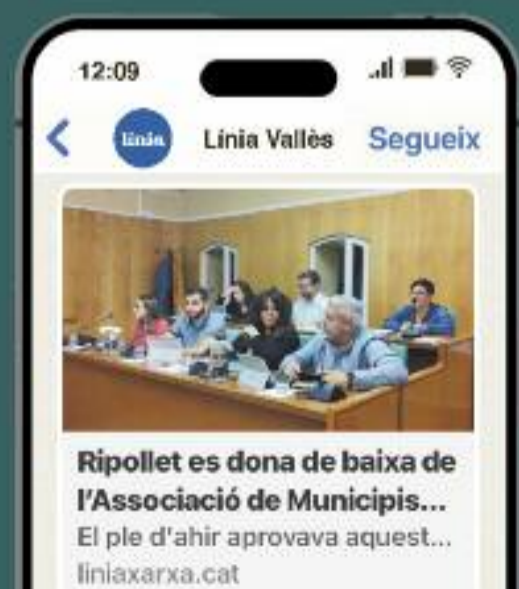 12:09
línia
Línia Vallès
Segueix
Ripollet es dona de baixa de
l'Associació de Municipis...
El ple d'ahir aprovava aquest...
liniaxarxa.cat